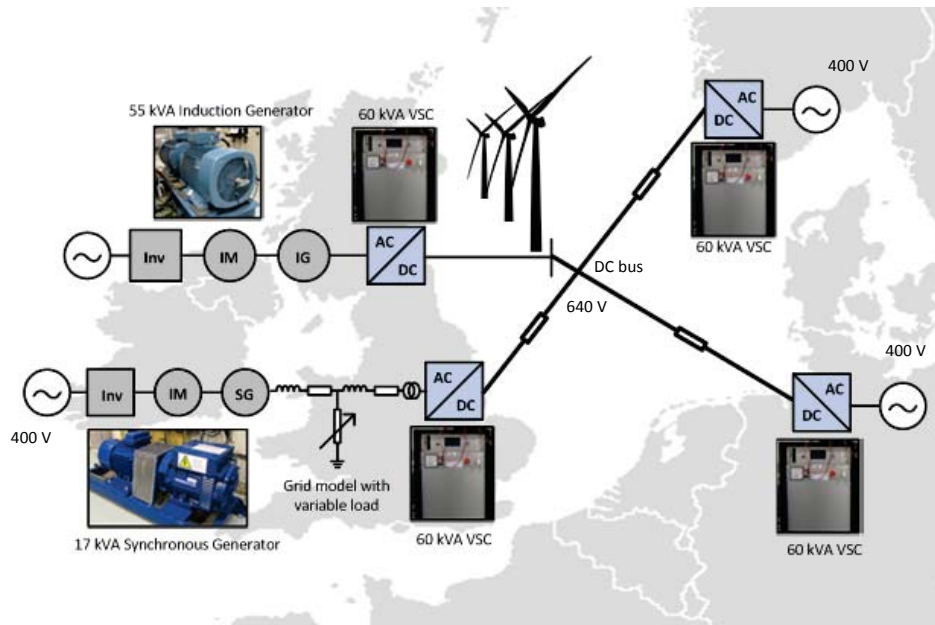 400 V
55 kVA Induction Generator
60 kVA VSC
AC
DC
60 kVA VSC
Inv
IM
IG
AC
DC
DC bus
640 V
400 V
AC
DC
Inv
IM
SG
AC
DC
400 V
Grid model with
variable load
60 kVA VSC
17 kVA Synchronous Generator
60 kVA VSC